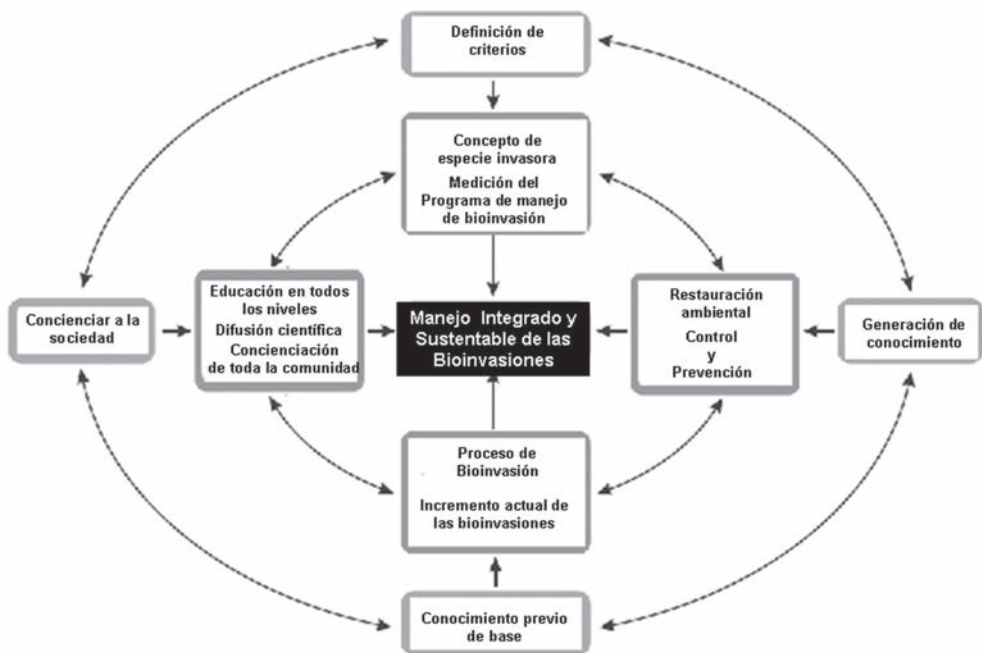 Definición de
criterios
Concepto de
especie invasora
Medición del
Programa de manejo
de bioinvasión
Concienciar a la
sociedad
Educación en todos
los niveles
Difusión científica
Concienciación
de toda la comunidad
Manejo Integrado y
Sustentable de las
Bioinvasiones
Restauración
ambiental
Control
y
Prevención
Generación de
conocimiento
Proceso de
Bioinvasión
Incremento actual de
las bioinvasiones
Conocimiento previo
de base